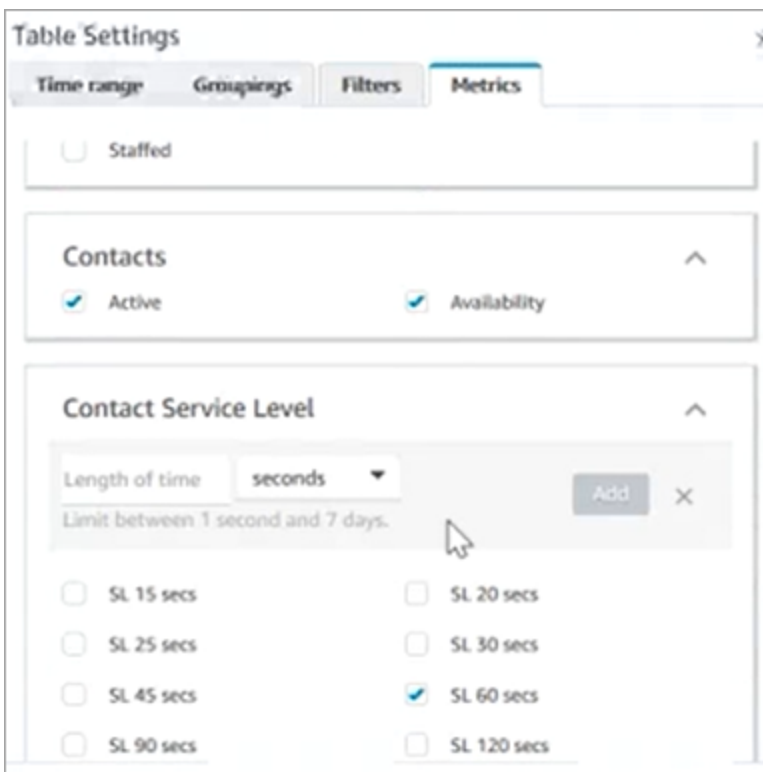 Table Settings
Time range Groupings Filters Metrics
Staffed
Contacts
Active Availability
Contact Service Level
Length of time seconds Add
Limit between 1 second and 7 days.
SL 15 secs SL 20 secs
SL 25 secs SL 30 secs
SL 45 secs SL 60 secs
SL 90 secs SL 120 secs